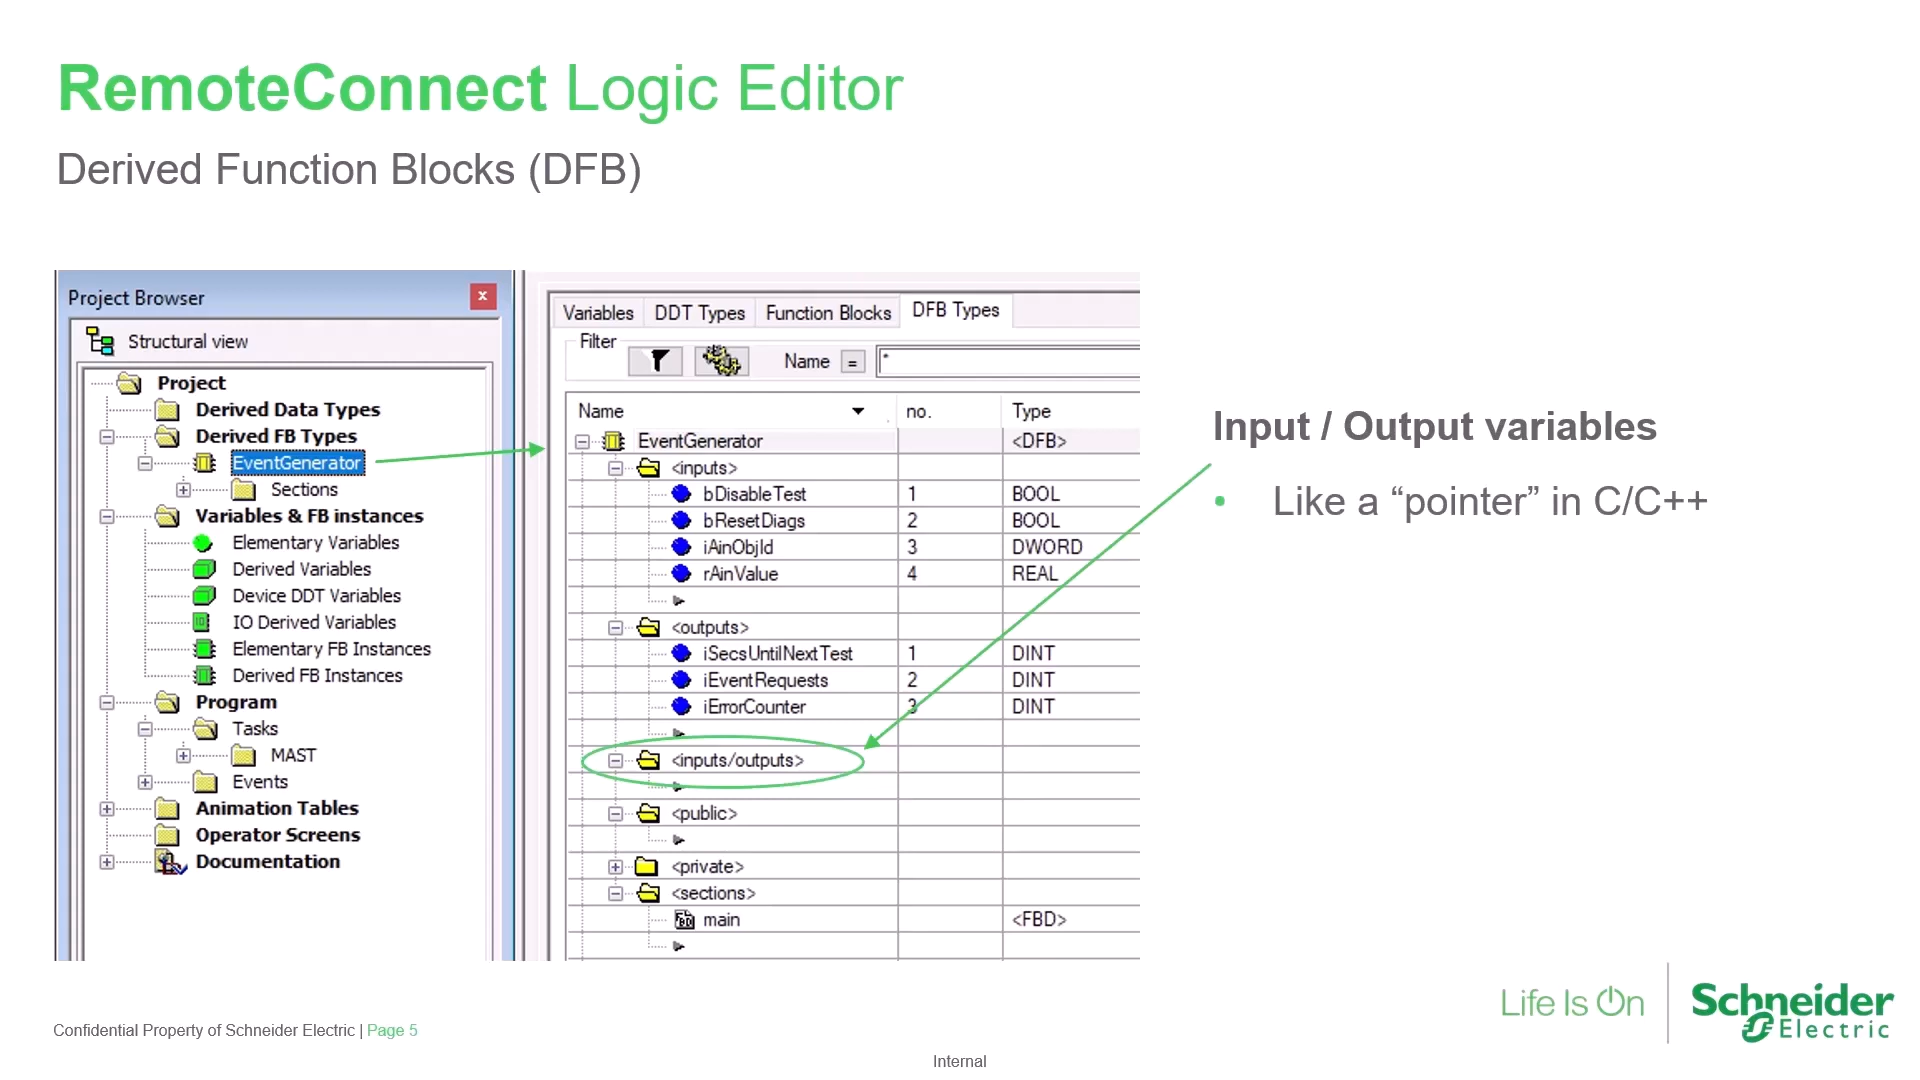 RemoteConnect Logic Editor
Derived Function Blocks (DFB)
Project Browser
x
Structural view
Project
Derived Data Types
Derived FB Types
EventGenerator
Sections
Variables & FB instances
Elementary Variables
Derived Variables
Device DDT Variables
IO Derived Variables
Elementary FB Instances
Derived FB Instances
Program
Tasks
MAST
Events
Animation Tables
Operator Screens
Documentation
Variables DDT Types Function Blocks DFB Types
Filter
Name = *
Name no. Type
EventGenerator <DFB>
<inputs>
bDisableTest 1 BOOL
bResetDiags 2 BOOL
iAinObjId 3 DWORD
rAinValue 4 REAL
<outputs>
iSecsUntilNextTest 1 DINT
iEventRequests 2 DINT
iErrorCounter 3 DINT
<inputs/outputs>
<public>
<private>
<sections>
main <FBD>
Input / Output variables
• Like a “pointer” in C/C++
Life Is On
Schneider
Electric
Confidential Property of Schneider Electric | Page 5
Internal